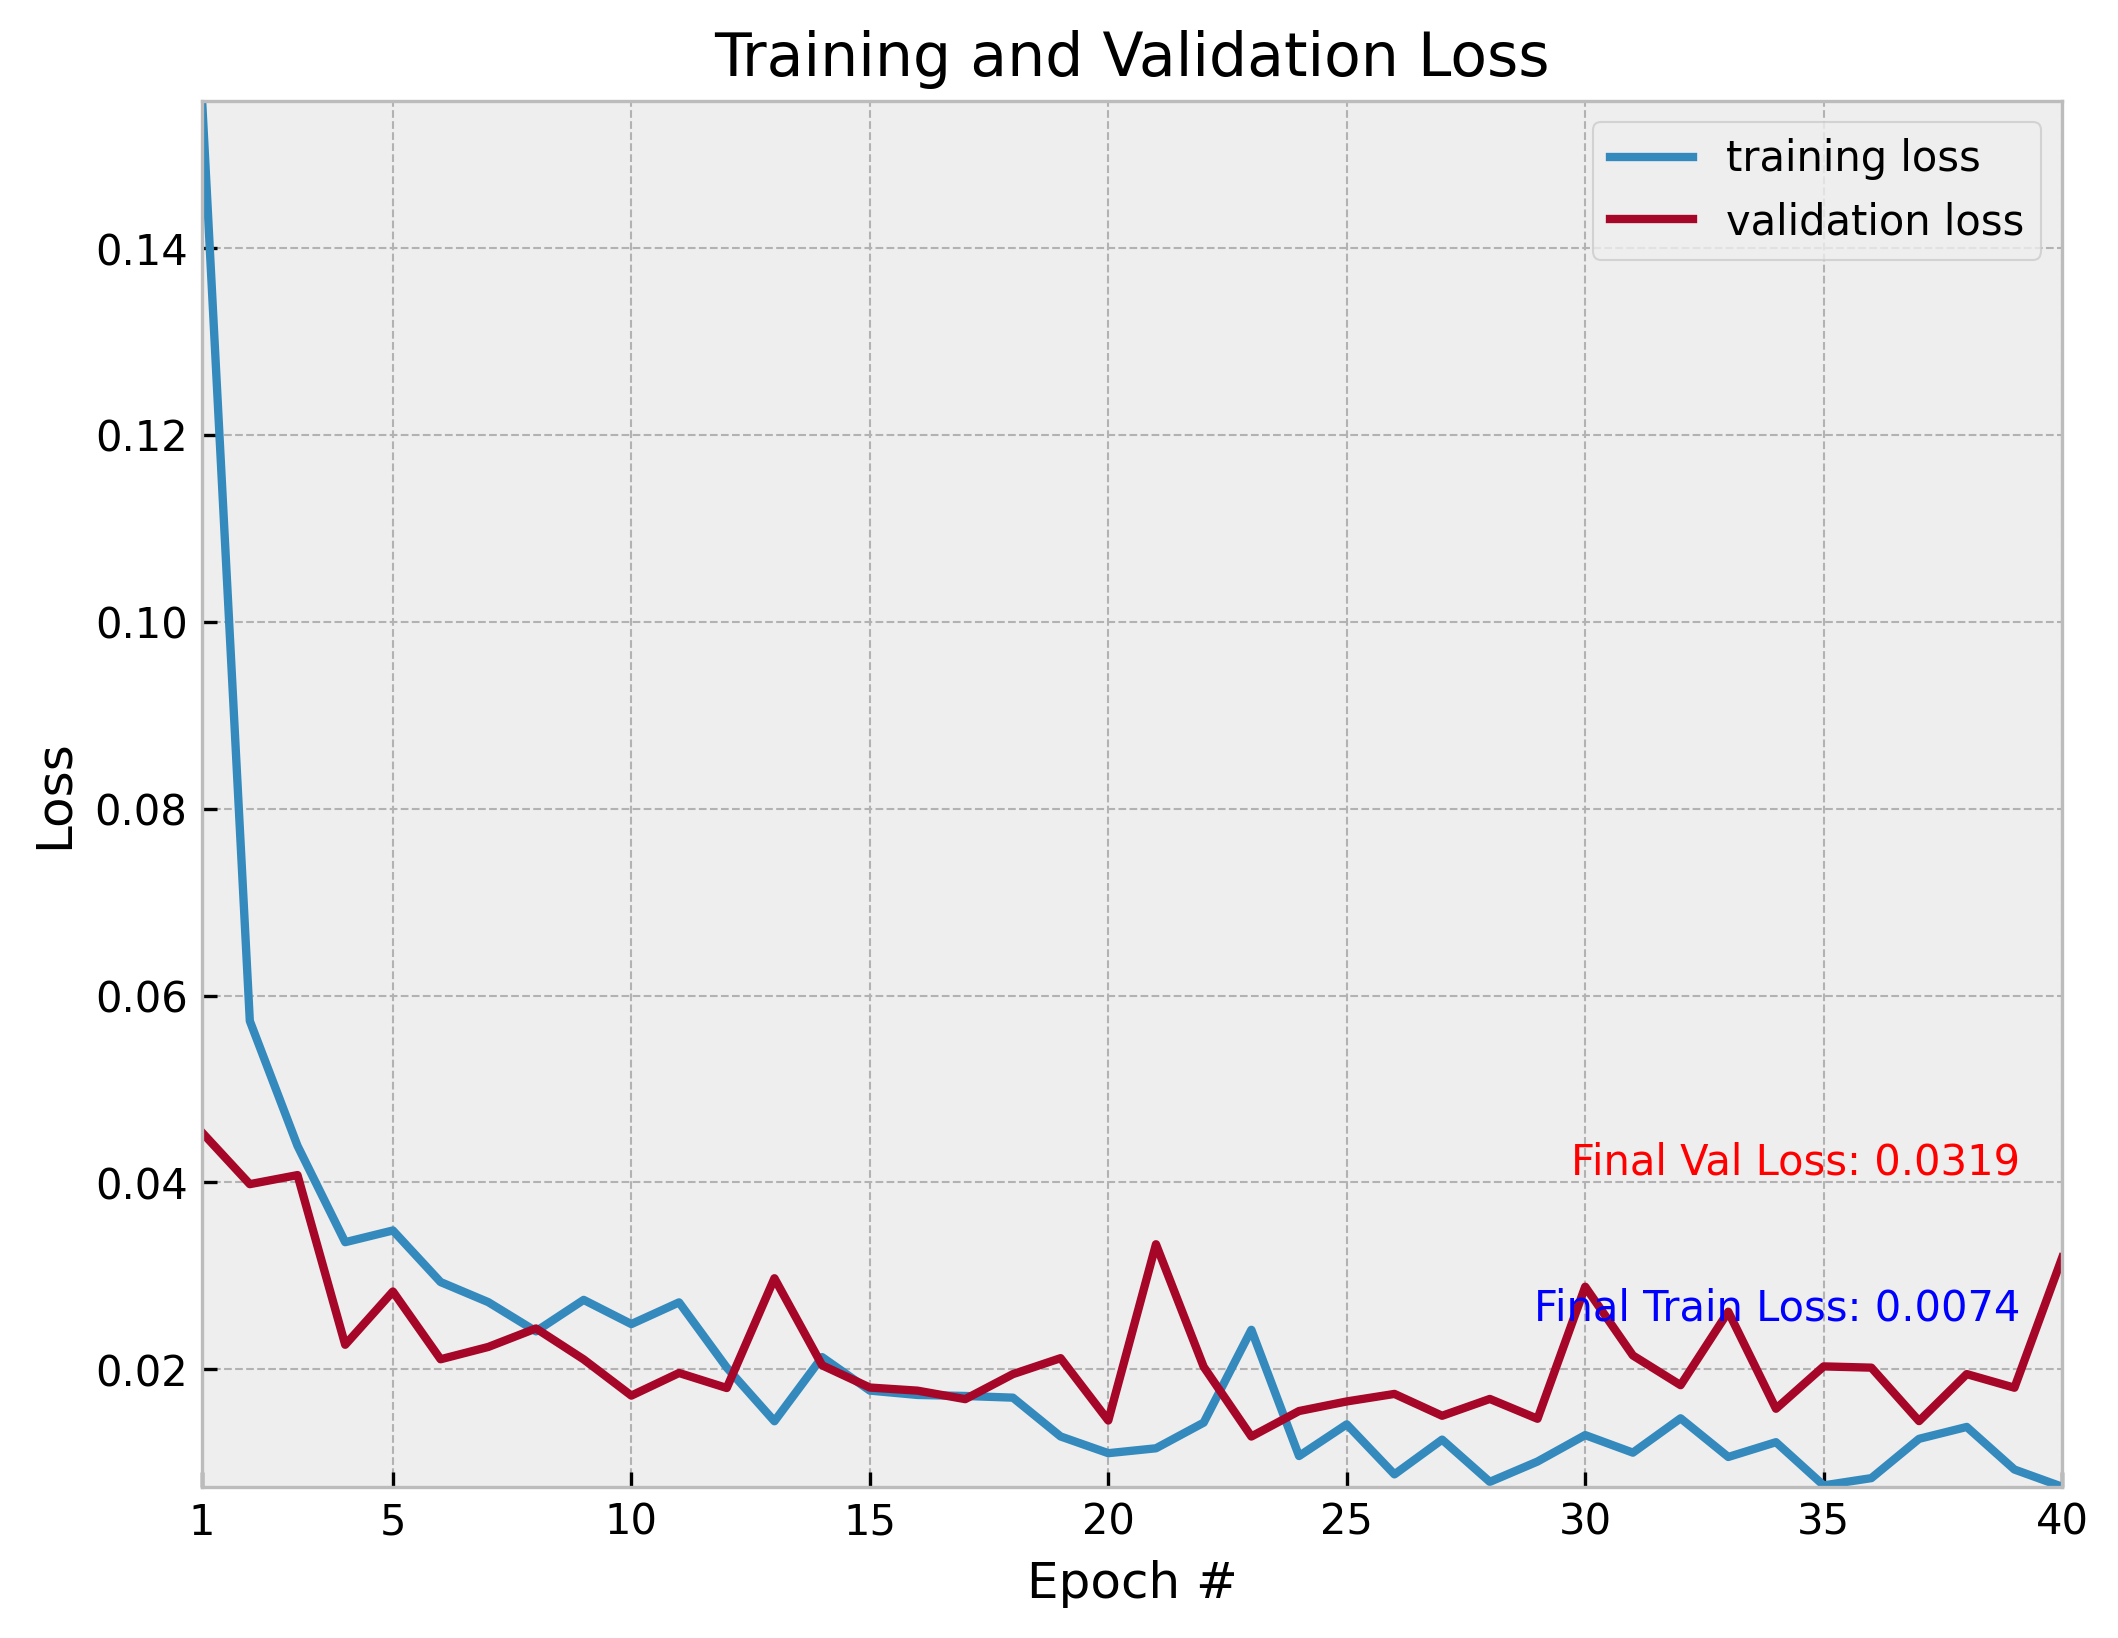 Training and Validation Loss
training loss
validation loss
0.14
0.12
0.10
0.08
0.06
0.04
0.02
Loss
Final Val Loss: 0.0319
Final Train Loss: 0.0074
1 5 10 15 20 25 30 35 40
Epoch #